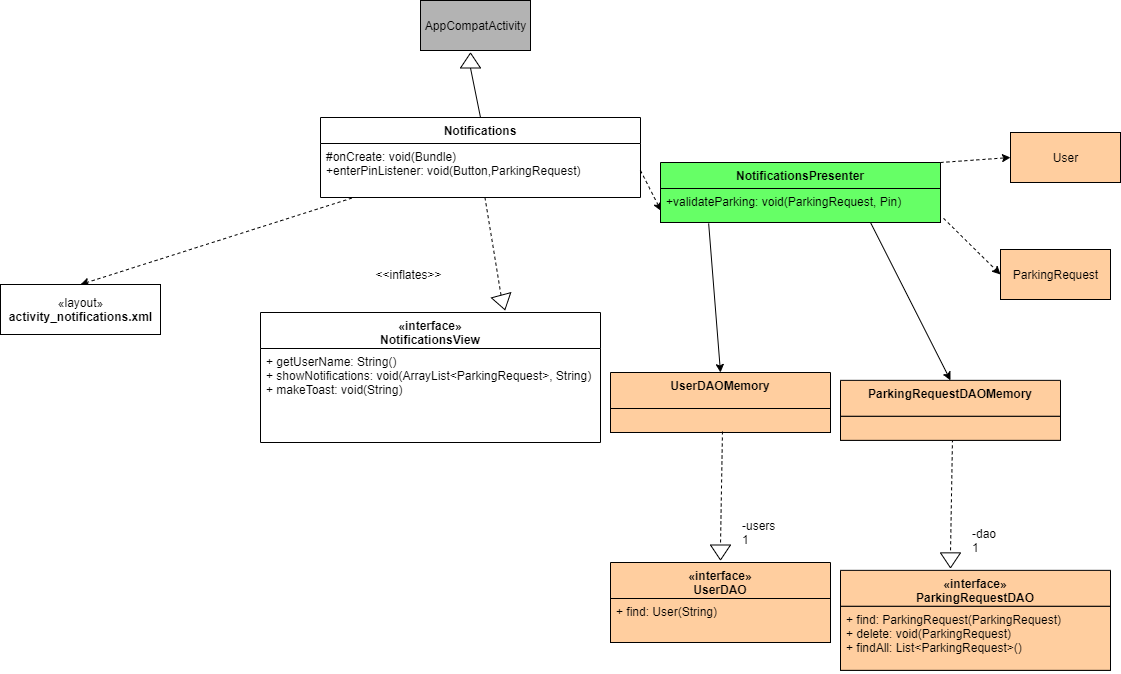 AppCompatActivity
Notifications
#onCreate: void(Bundle)
+enterPinListener: void(Button,ParkingRequest)
NotificationsPresenter
+validateParking: void(ParkingRequest, Pin)
User
ParkingRequest
<<inflates>>
«layout»
activity_notifications.xml
«interface»
NotificationsView
+ getUserName: String()
+ showNotifications: void(ArrayList<ParkingRequest>, String)
+ makeToast: void(String)
UserDAOMemory
ParkingRequestDAOMemory
-users
1
-dao
1
«interface»
UserDAO
+ find: User(String)
«interface»
ParkingRequestDAO
+ find: ParkingRequest(ParkingRequest)
+ delete: void(ParkingRequest)
+ findAll: List<ParkingRequest>()